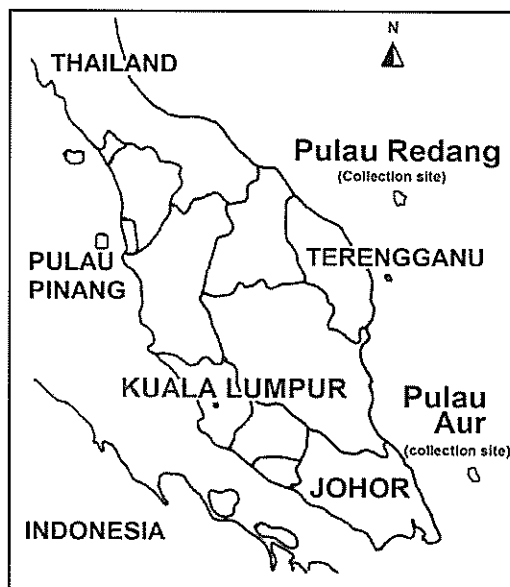 N
THAILAND
Pulau Redang
(Collection site)
TERENGGANU
PULAU
PINANG
KUALA LUMPUR
Pulau
Aur
(collection site)
JOHOR
INDONESIA